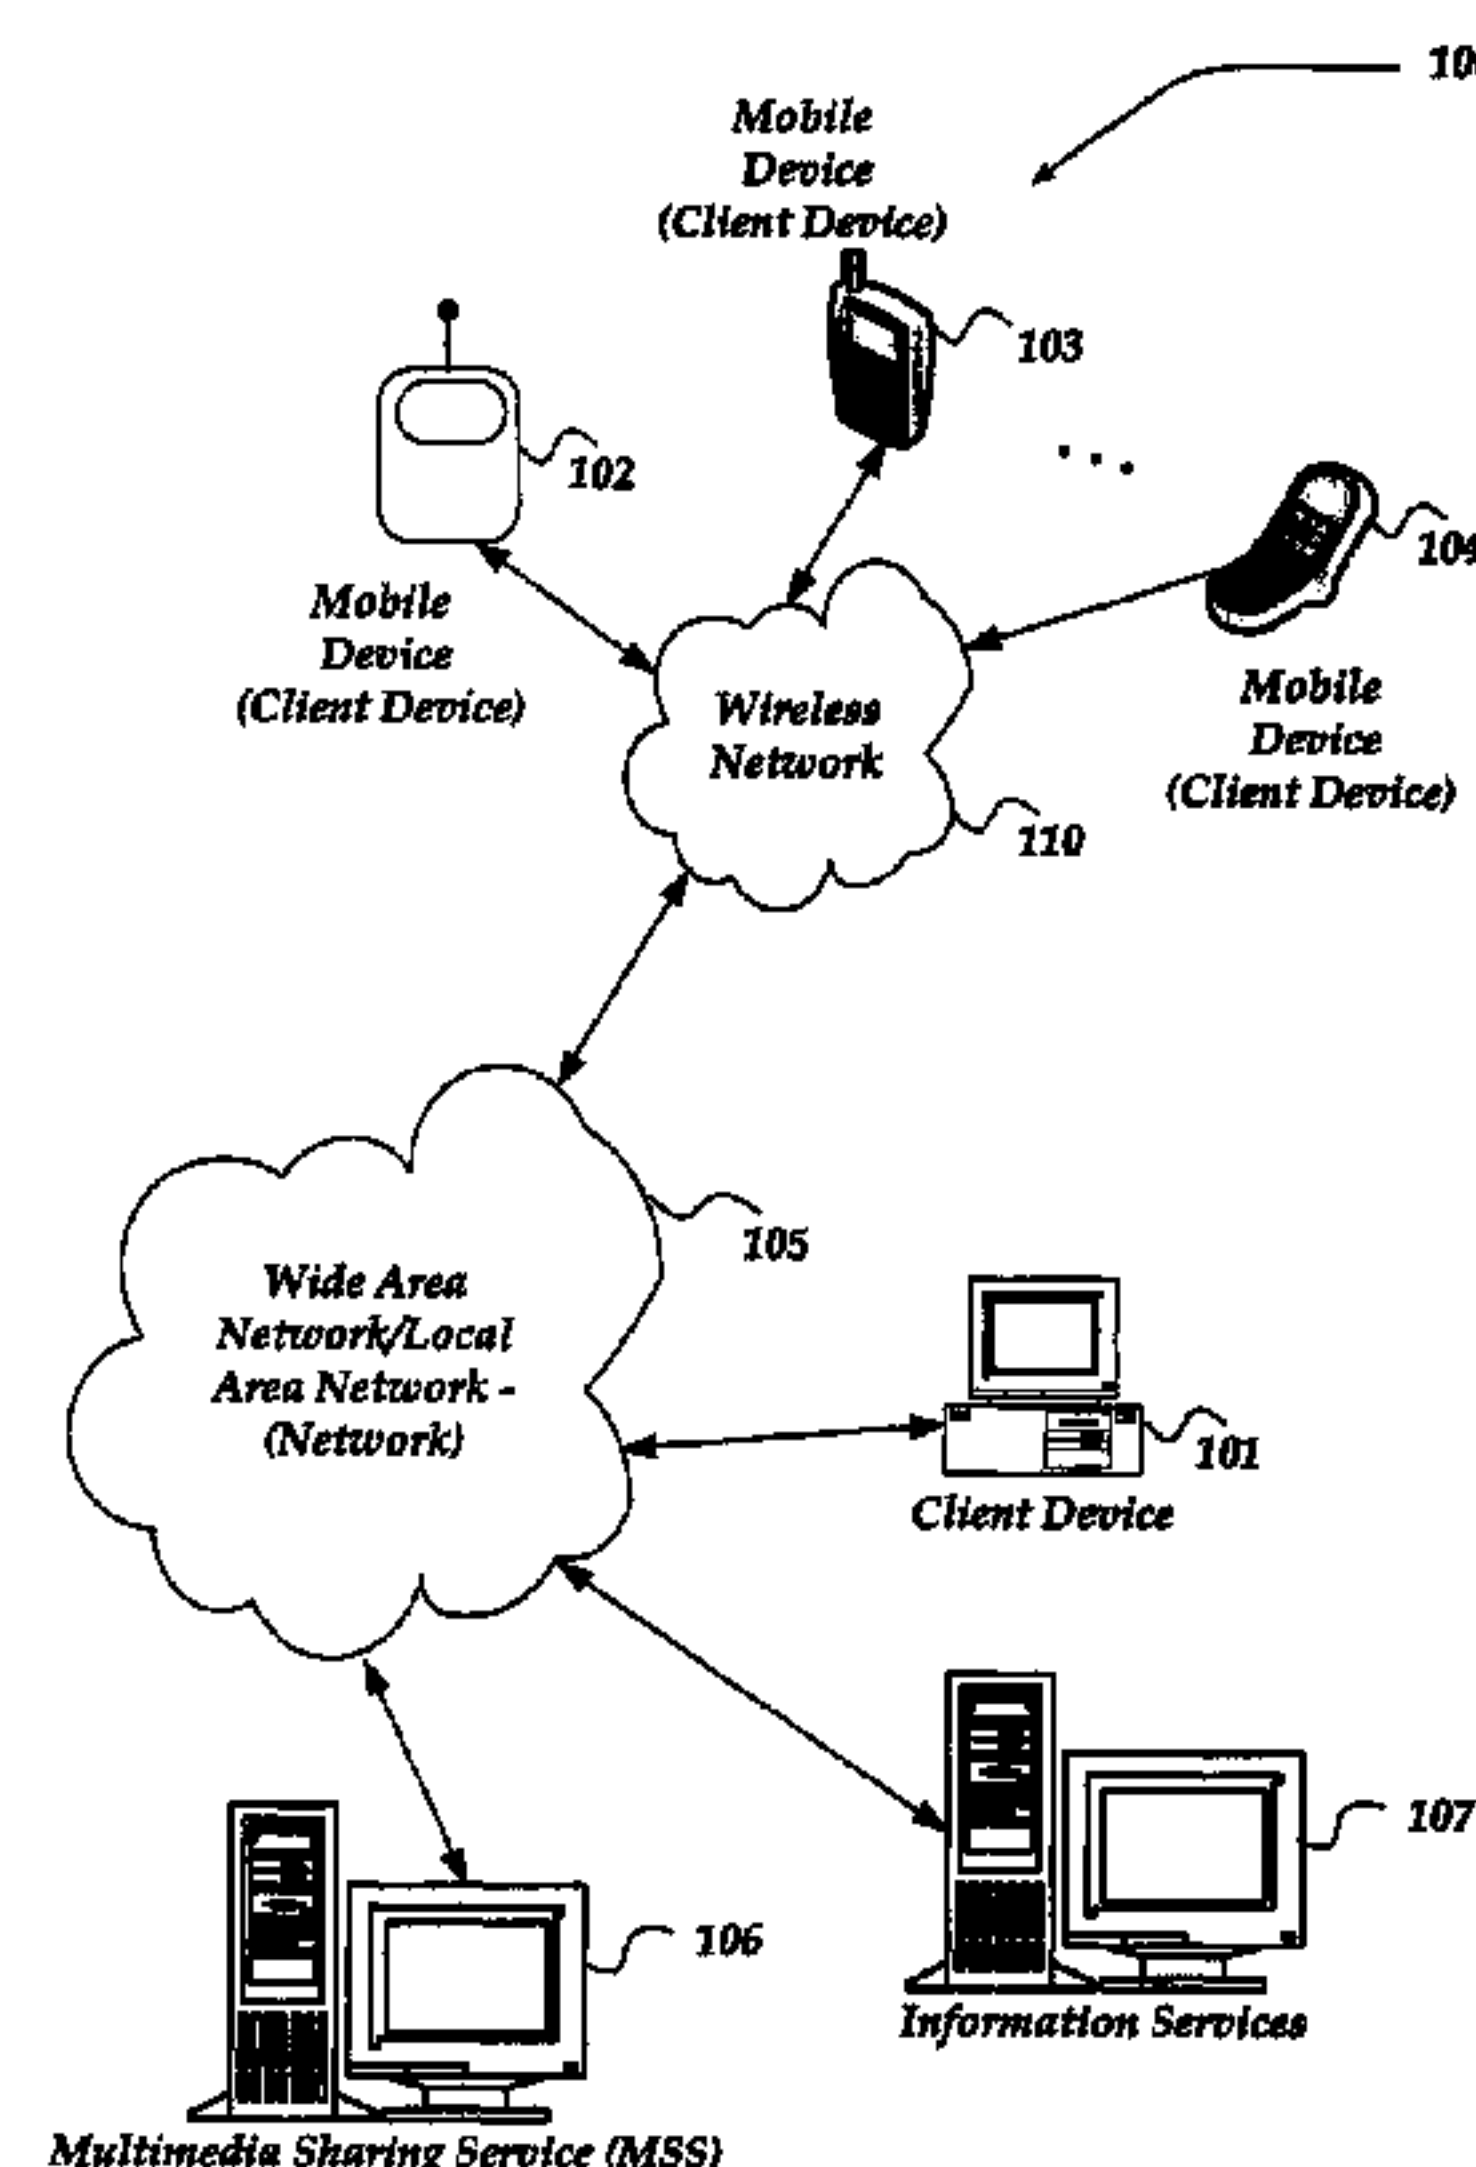 Mobile
Device
(Client Device)
103
102
104
Mobile
Device
(Client Device)
Wireless
Network
Mobile
Device
(Client Device)
110
105
Wide Area
Network/Local
Area Network -
(Network)
101
Client Device
107
106
Information Services
Multimedia Sharing Service (MSS)